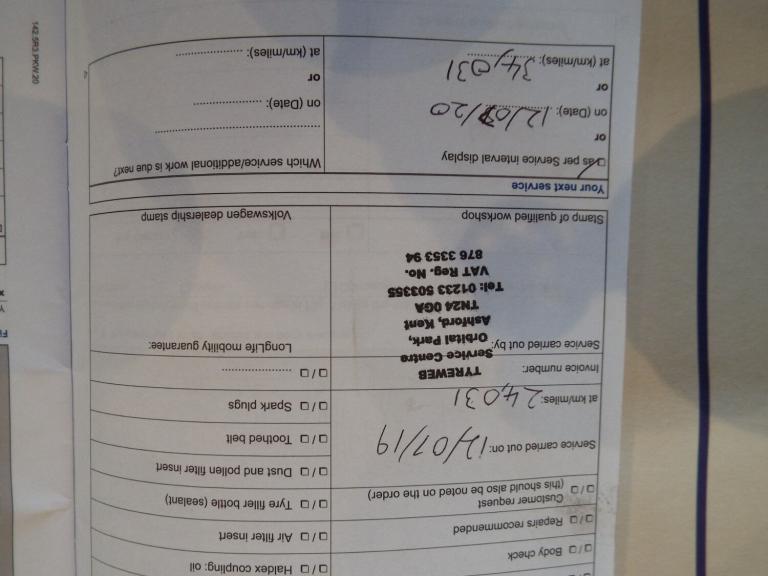 Haldex coupling: oil
Body check
Air filter insert
Repairs recommended
Tyre filler bottle (sealant)
Customer request
(this should also be noted on the order)
Dust and pollen filter insert
Service carried out on: 12/07/19
Toothed belt
at km/miles: 24,031
Spark plugs
Invoice number:
....................
TYREWEB
Service Centre
Service carried out by:
Orbital Park,
LongLife mobility guarantee:
Ashford, Kent
TN24 0GA
Tel: 01233 503355
VAT Reg. No.
876 3353 94
Stamp of qualified workshop
Volkswagen dealership stamp
Your next service
as per Service interval display
Which service/additional work is due next?
or
on (Date): 12/07/20
on (Date): ....................
or
or
at (km/miles): 34,031
at (km/miles): ....................
142.5R3.PKW.20